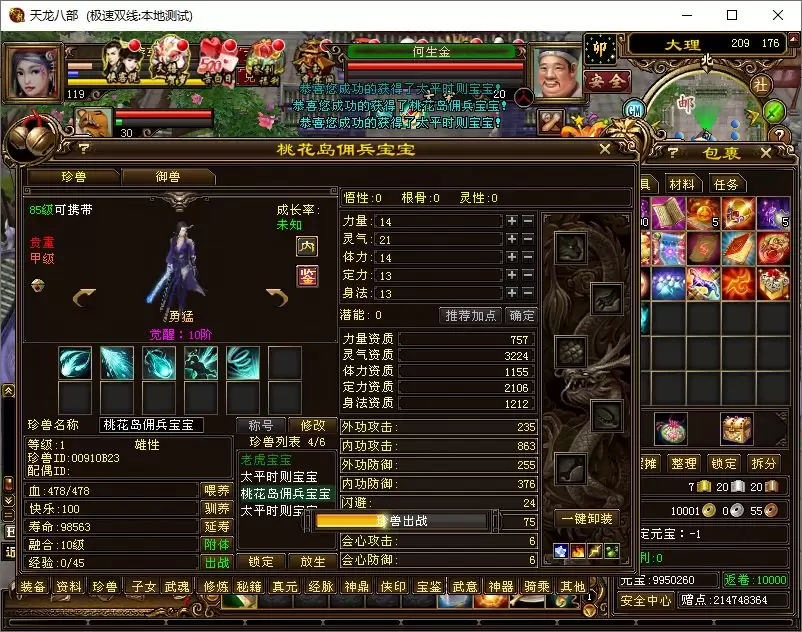 天龙八部 (极速双线:本地测试)
何生金
大理 209 176
119
恭喜您成功的获得了太平时则宝宝!
恭喜您成功的获得了桃花岛佣兵宝宝!
恭喜您成功的获得了太平时则宝宝!
20
30
卯
安全
北
社
邮
GM
桃花岛佣兵宝宝
包裹
珍兽 御兽
材料 任务
85级可携带
成长率:
未知
贵重
甲级
内
鉴
勇猛
觉醒:10阶
悟性:0 根骨:0 灵性:0
力量: 14
灵气: 21
体力: 14
定力: 13
身法: 13
潜能: 0 推荐加点 确定
力量资质 757
灵气资质 3224
体力资质 1155
定力资质 2106
身法资质 1212
珍兽名称 桃花岛佣兵宝宝 称号 修改
等级:1 雄性
珍兽ID:00910B23
配偶ID:
珍兽列表 4/6
老虎宝宝
太平时则宝宝
桃花岛佣兵宝宝
太平时则宝
血:478/478 喂养
快乐:100 驯养
寿命:98563 延寿
融合:10级 附体
经验:0/45 出战
锁定 放生
外功攻击: 235
内功攻击: 863
外功防御: 255
内功防御: 376
闪避: 24
珍兽出战 75
会心攻击: 6
会心防御: 6
一键卸装
摊 整理 锁定 拆分
7 20 20
10001 0 55
定元宝:-1
利:0
元宝:9950260 返卷:10000
安全中心 赠点:214748364
装备 资料 珍兽 子女 武魂 修炼 秘籍 真元 经脉 神鼎 侠印 宝鉴 武意 神器 骑乘 其他